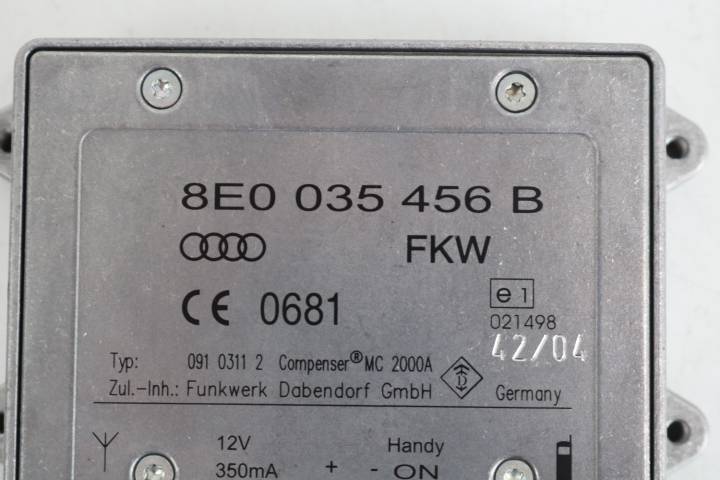 8E0 035 456 B
FKW
CE 0681
e1
021498
42/04
Typ: 091 0311 2 Compenser® MC 2000A
Zul.-Inh.: Funkwerk Dabendorf GmbH Germany
12V Handy
350mA + - ON